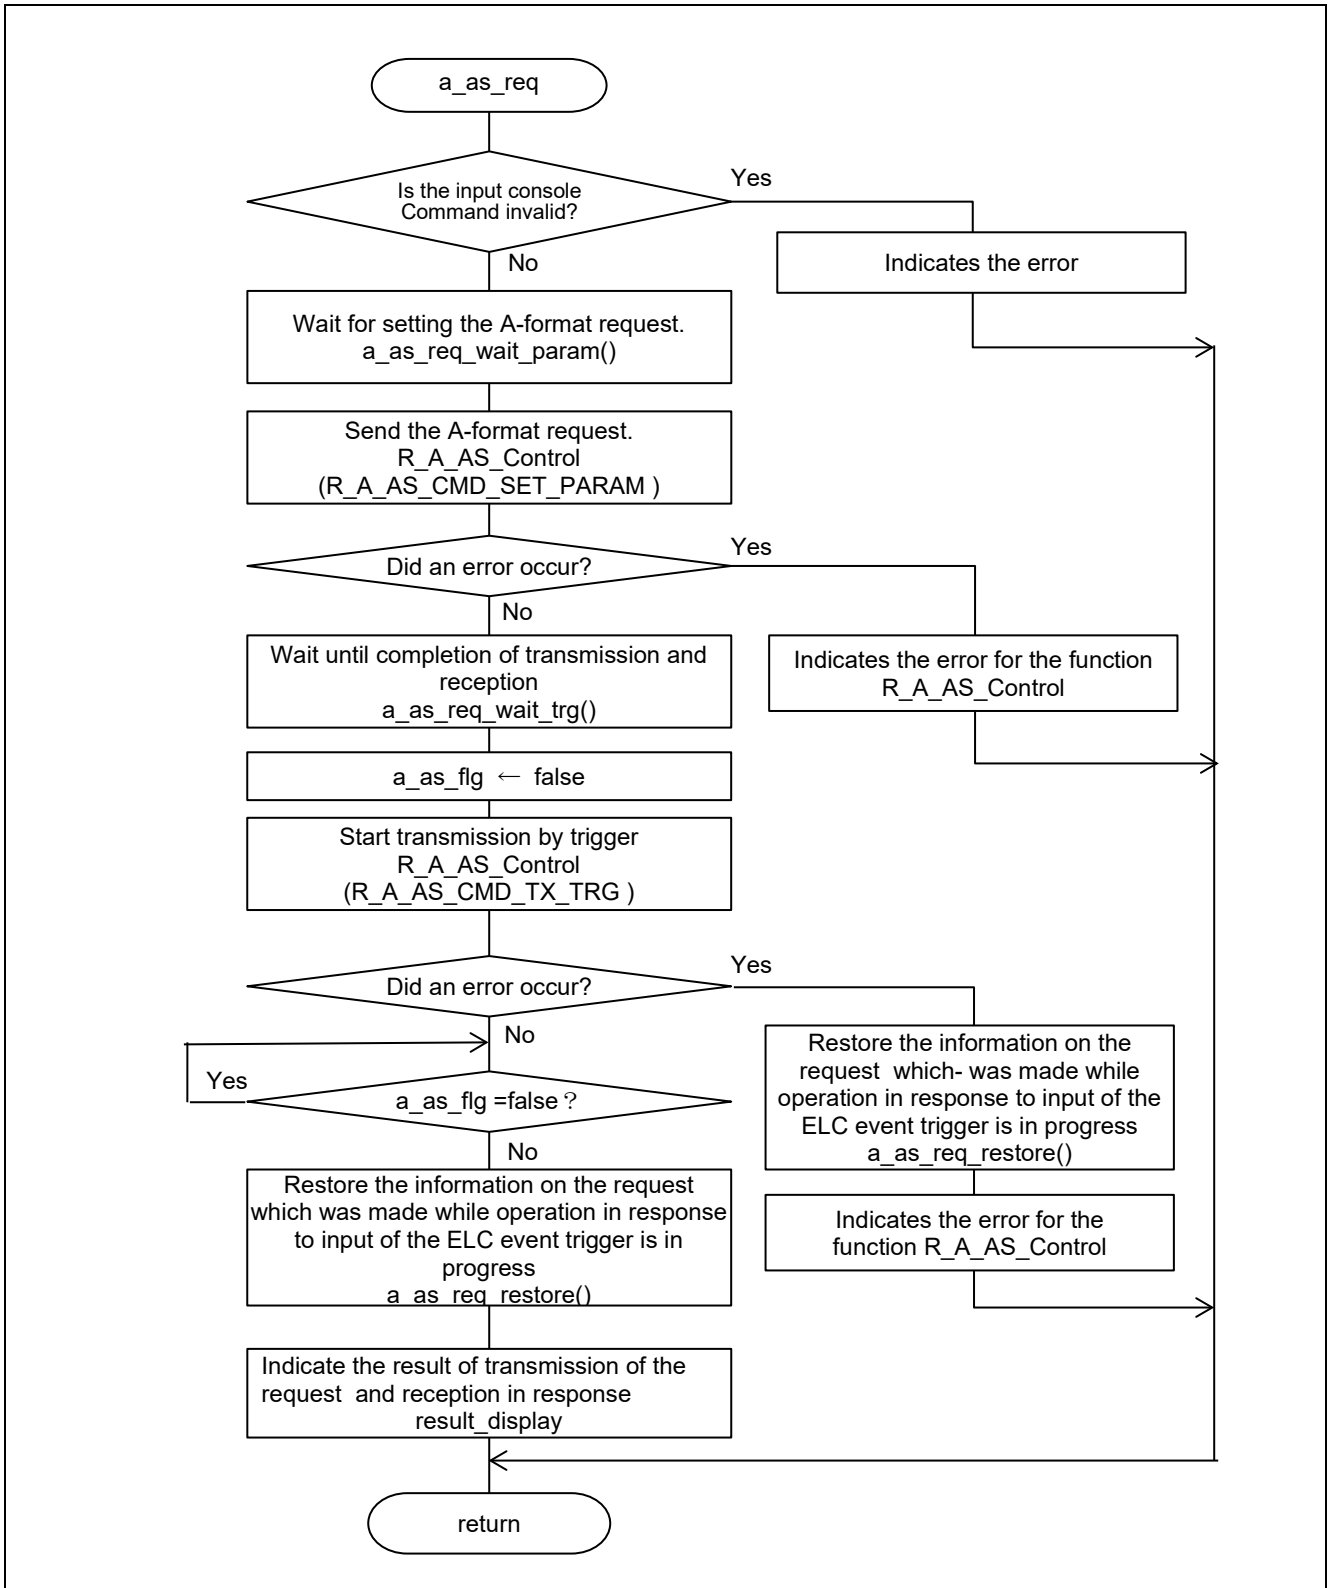 a_as_req
Is the input console
Command invalid?
Yes
Indicates the error
No
Wait for setting the A-format request.
a_as_req_wait_param()
Send the A-format request.
R_A_AS_Control
(R_A_AS_CMD_SET_PARAM )
Did an error occur?
Yes
No
Indicates the error for the function
R_A_AS_Control
Wait until completion of transmission and
reception
a_as_req_wait_trg()
a_as_flg ← false
Start transmission by trigger
R_A_AS_Control
(R_A_AS_CMD_TX_TRG )
Did an error occur?
Yes
No
Restore the information on the
request  which- was made while
operation in response to input of the
ELC event trigger is in progress
a_as_req_restore()
Indicates the error for the
function R_A_AS_Control
Yes
a_as_flg =false？
No
Restore the information on the request
which was made while operation in response
to input of the ELC event trigger is in
progress
a_as_req_restore()
Indicate the result of transmission of the
request  and reception in response
result_display
return